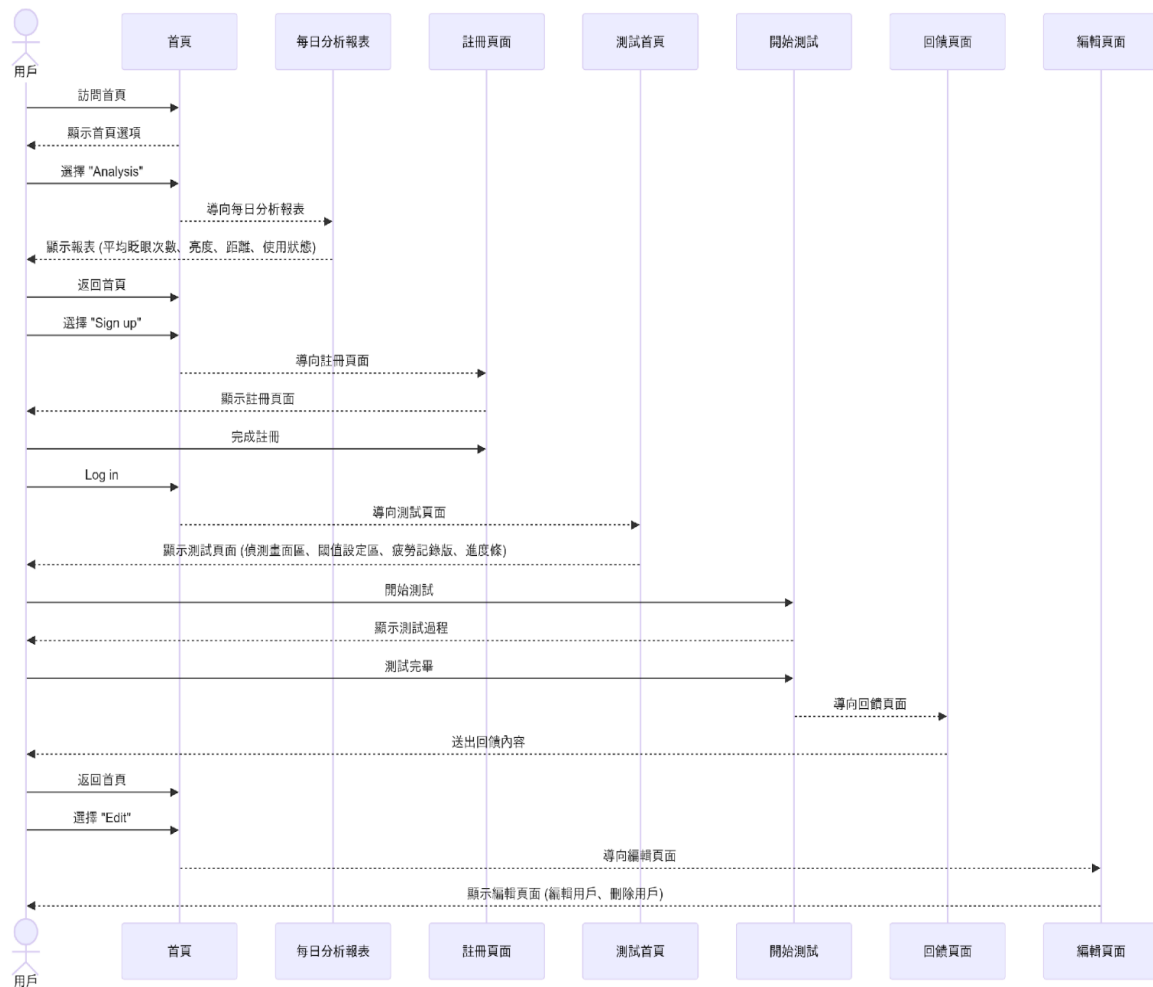 首頁
每日分析報表
註冊頁面
測試首頁
開始測試
回饋頁面
編輯頁面
用戶
訪問首頁
顯示首頁選項
選擇 "Analysis"
導向每日分析報表
顯示報表 (平均眨眼次數、亮度、距離、使用狀態)
返回首頁
選擇 "Sign up"
導向註冊頁面
顯示註冊頁面
完成註冊
Log in
導向測試頁面
顯示測試頁面 (偵測畫面區、閾值設定區、疲勞記錄版、進度條)
開始測試
顯示測試過程
測試完畢
導向回饋頁面
送出回饋內容
返回首頁
選擇 "Edit"
導向編輯頁面
顯示編輯頁面 (編輯用戶、刪除用戶)
首頁
每日分析報表
註冊頁面
測試首頁
開始測試
回饋頁面
編輯頁面
用戶